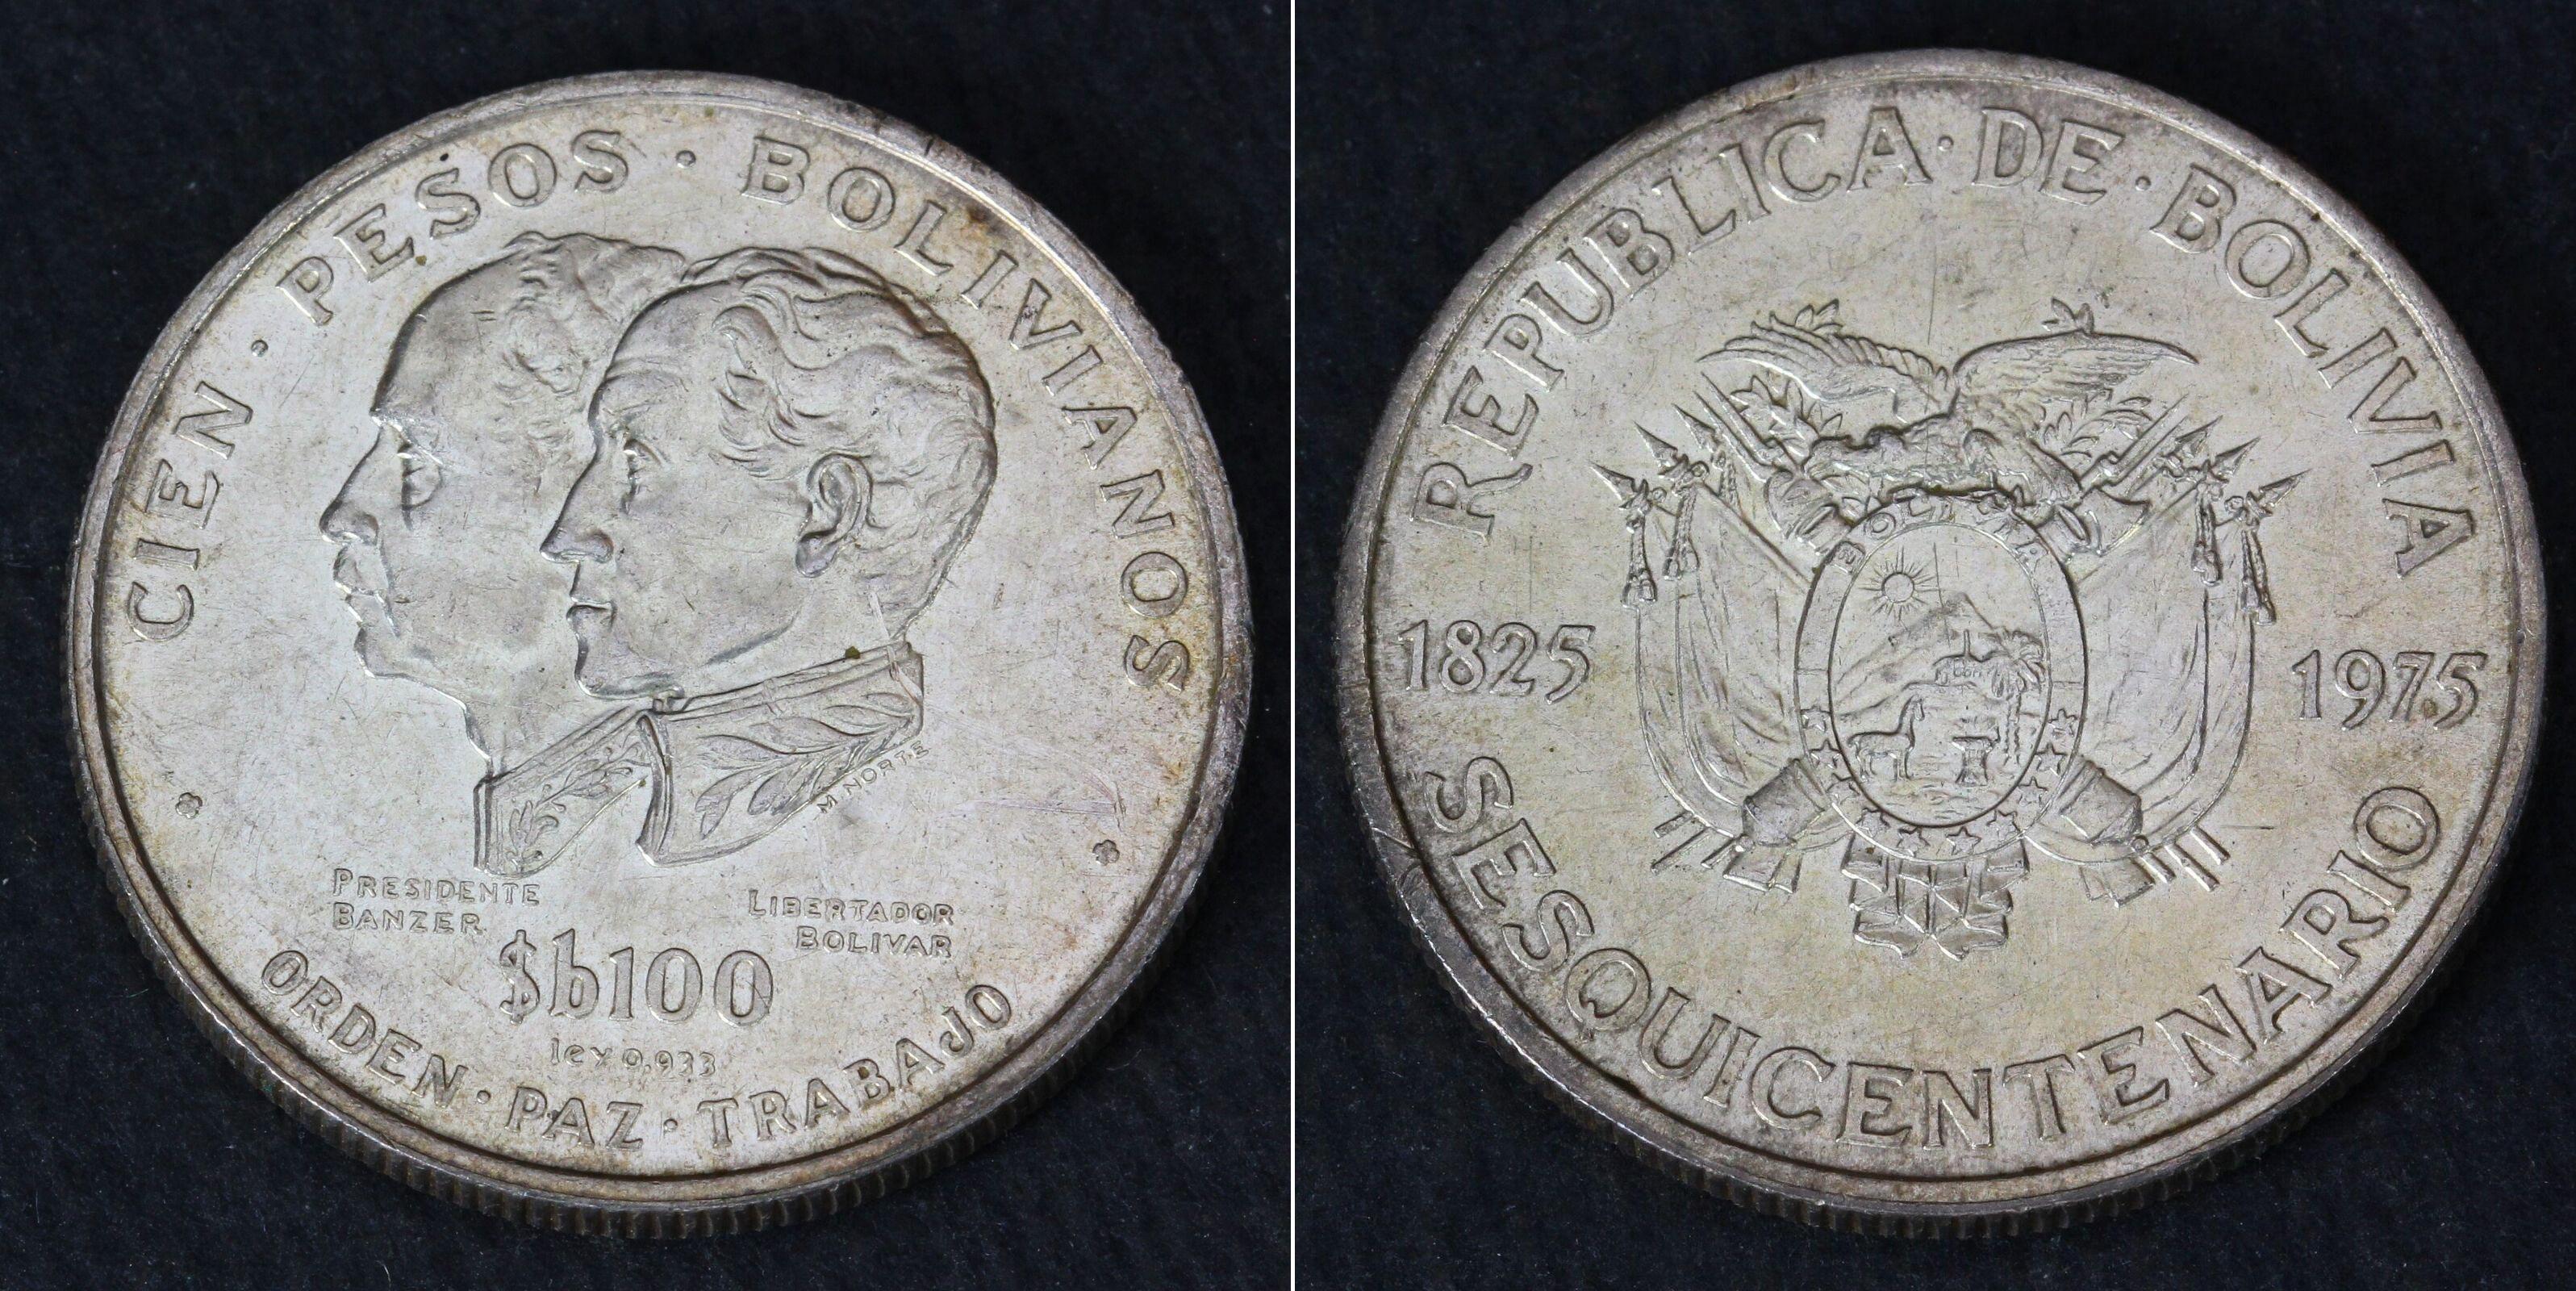 CIEN · PESOS · BOLIVIANOS
M NORTE
PRESIDENTE
BANZER
LIBERTADOR
BOLIVAR
$b100
ley 0.933
ORDEN · PAZ · TRABAJO
REPUBLICA · DE · BOLIVIA
BOLIVIA
1825
1975
SESQUICENTENARIO